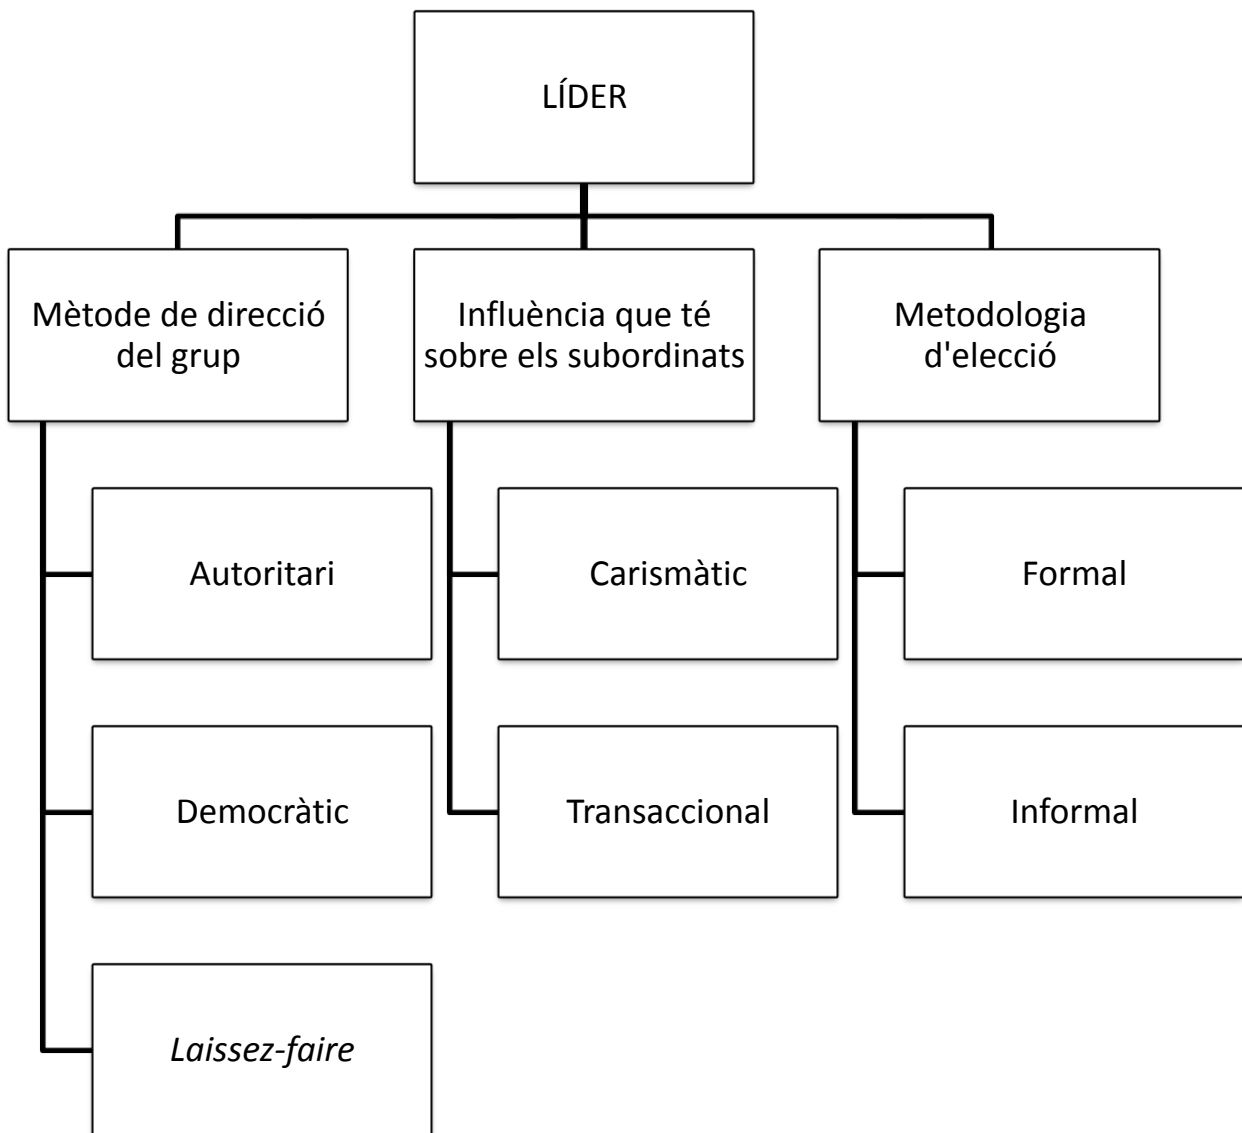 LÍDER
Mètode de direcció
del grup
Influència que té
sobre els subordinats
Metodologia
d'elecció
Autoritari
Carismàtic
Formal
Democràtic
Transaccional
Informal
Laissez-faire